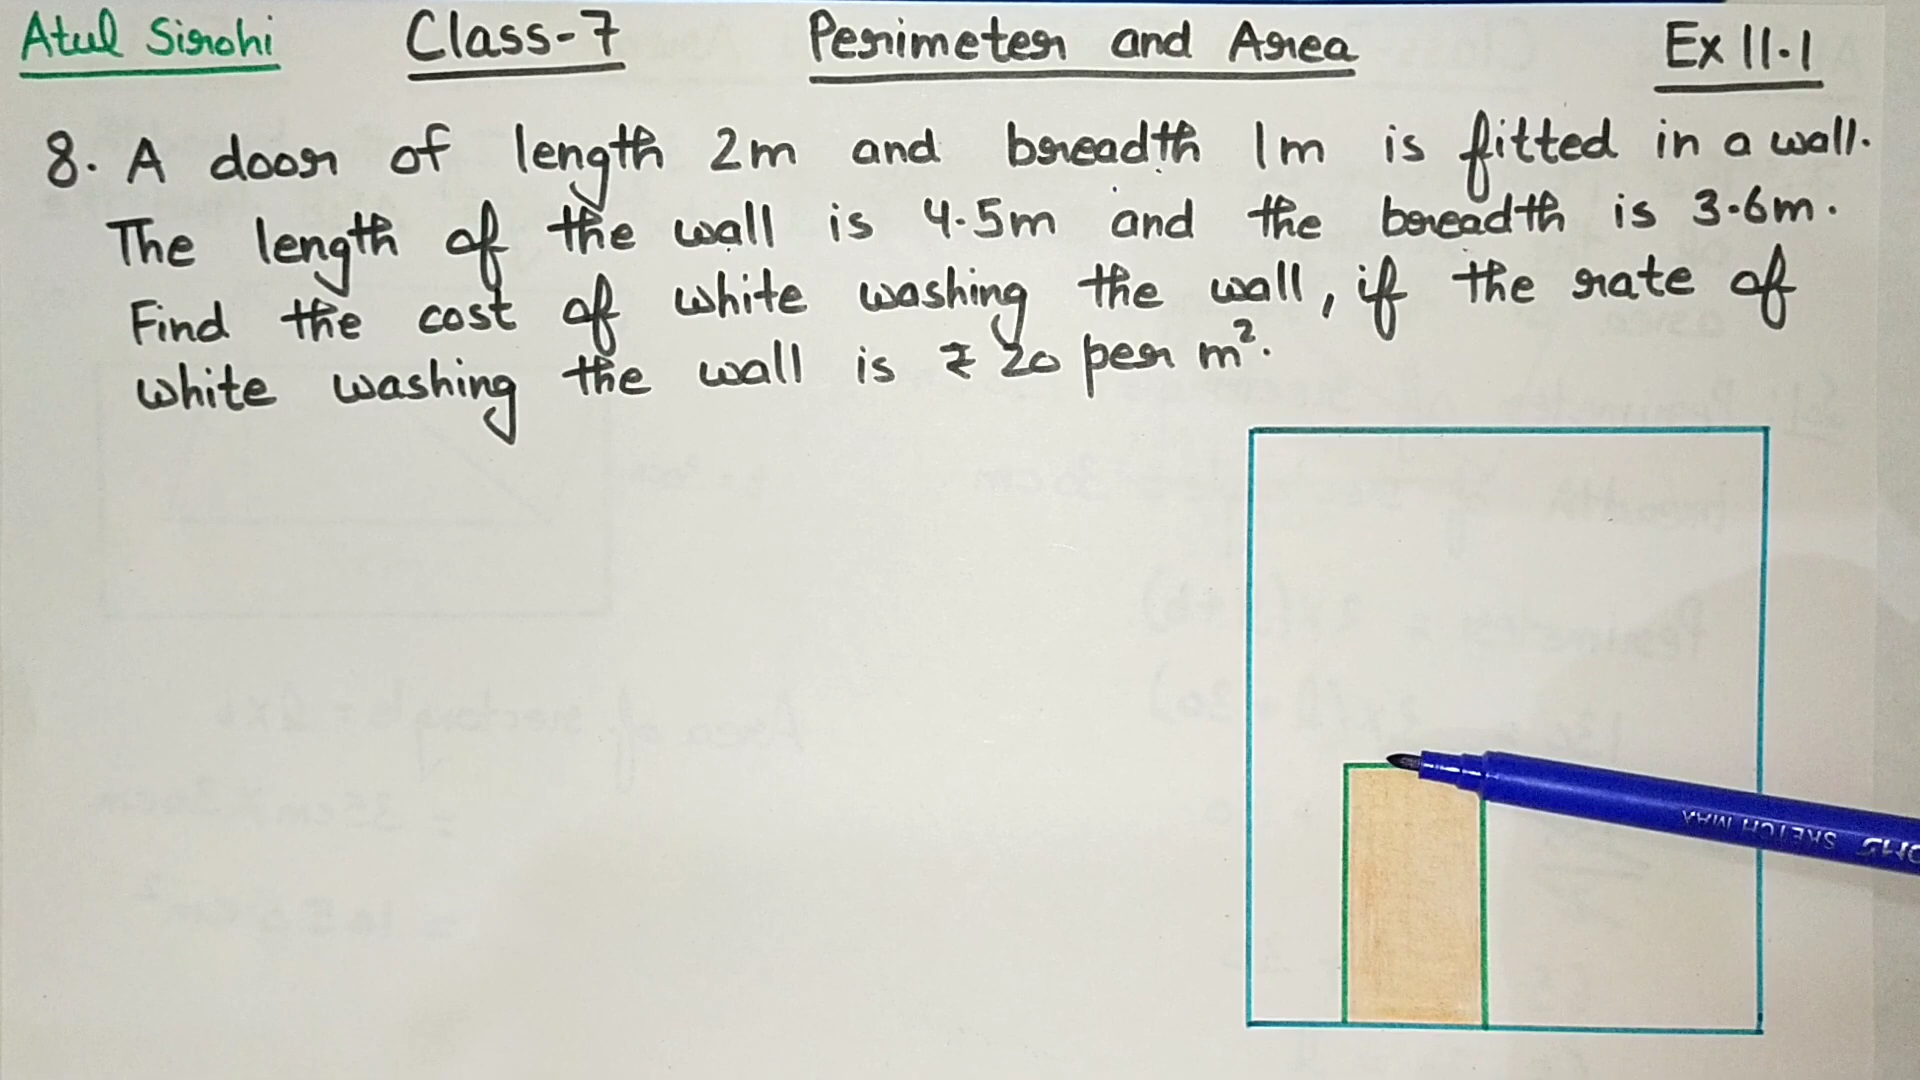 Atul Sirohi Class-7 Perimeter and Area Ex 11.1
8. A door of length 2m and breadth 1m is fitted in a wall.
The length of the wall is 4.5m and the breadth is 3.6m.
Find the cost of white washing the wall, if the rate of
white washing the wall is ₹ 20 per m².
SKETCH